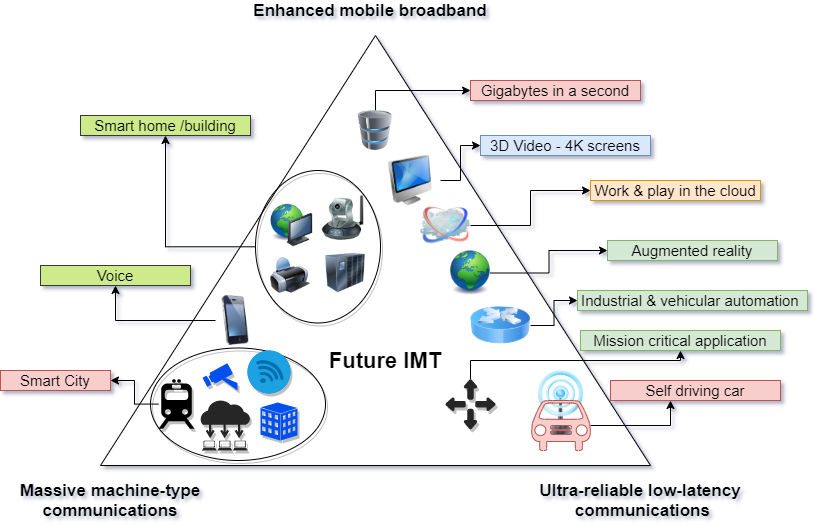 Enhanced mobile broadband
Gigabytes in a second
Smart home /building
3D Video - 4K screens
Work & play in the cloud
Augmented reality
Voice
Industrial & vehicular automation
Mission critical application
Future IMT
Smart City
Self driving car
Massive machine-type
communications
Ultra-reliable low-latency
communications